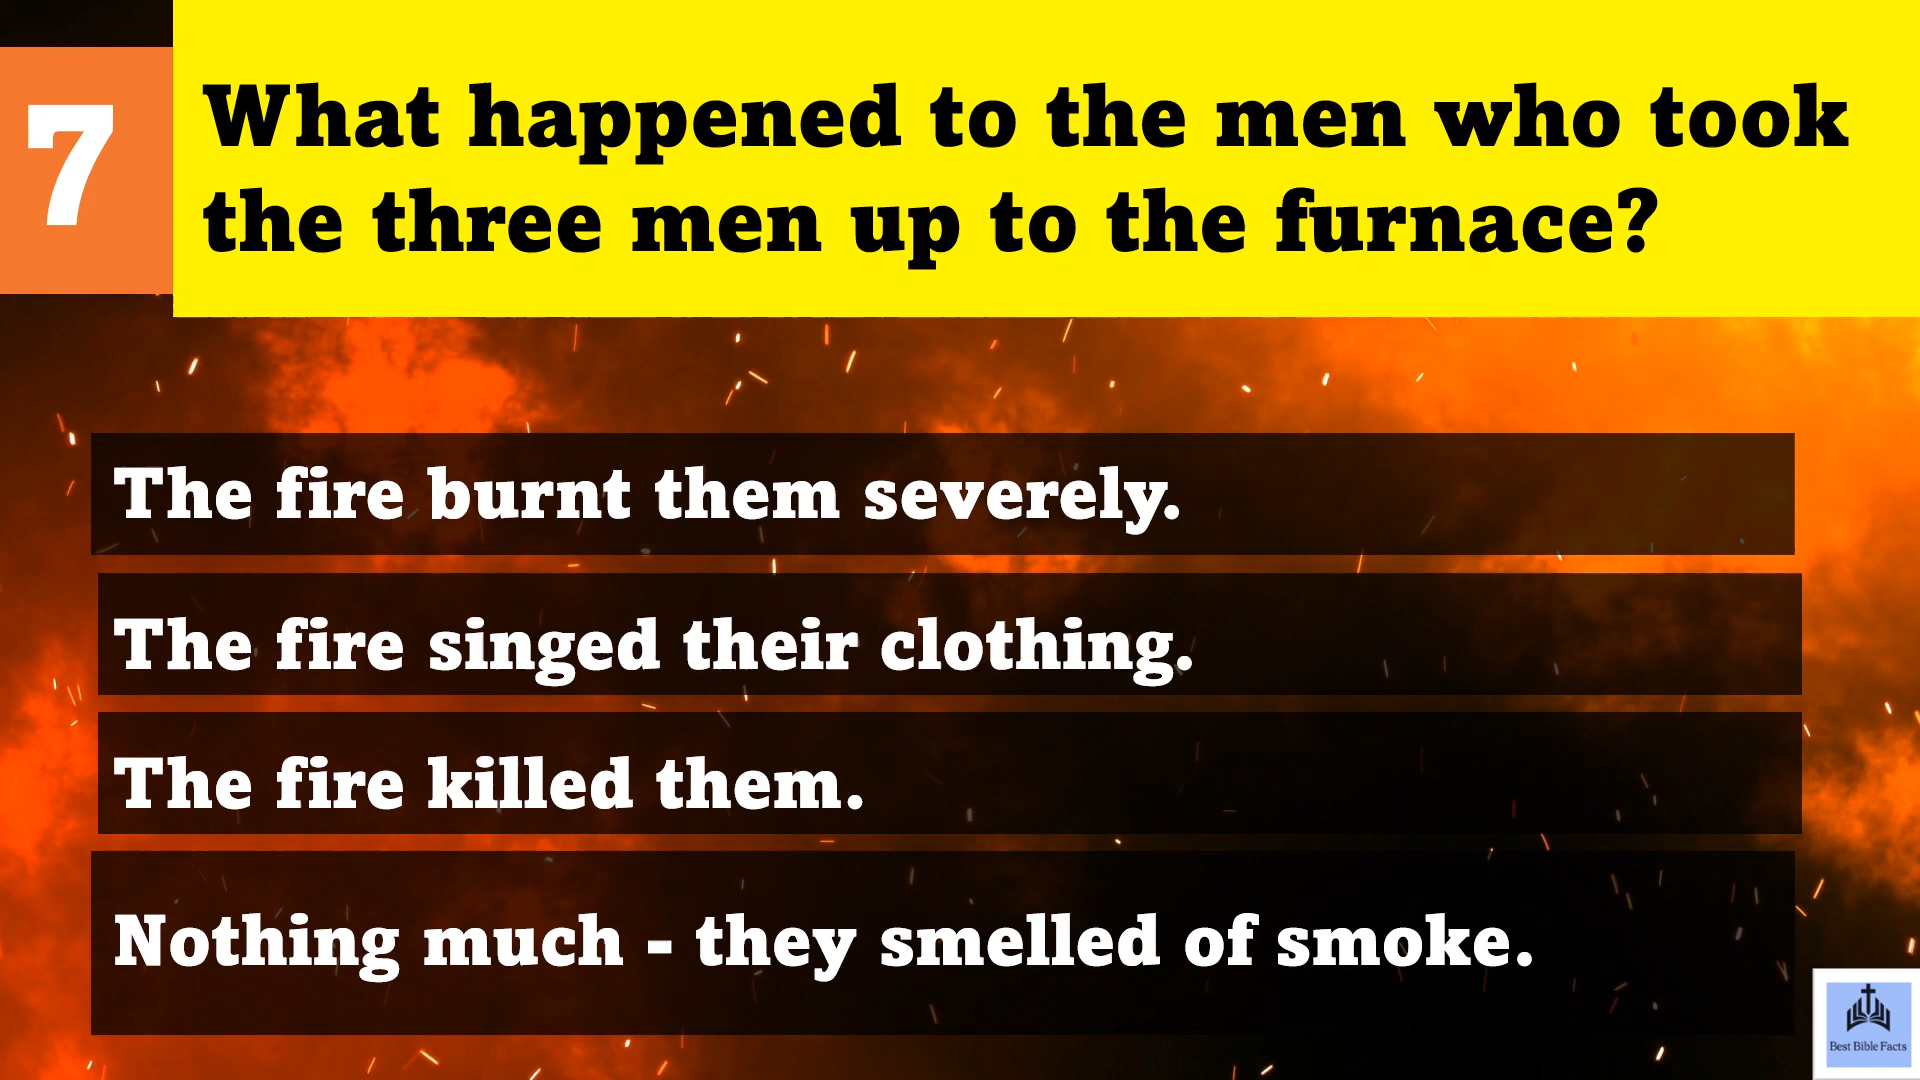 7
What happened to the men who took
the three men up to the furnace?
The fire burnt them severely.
The fire singed their clothing.
The fire killed them.
Nothing much - they smelled of smoke.
Best Bible Facts